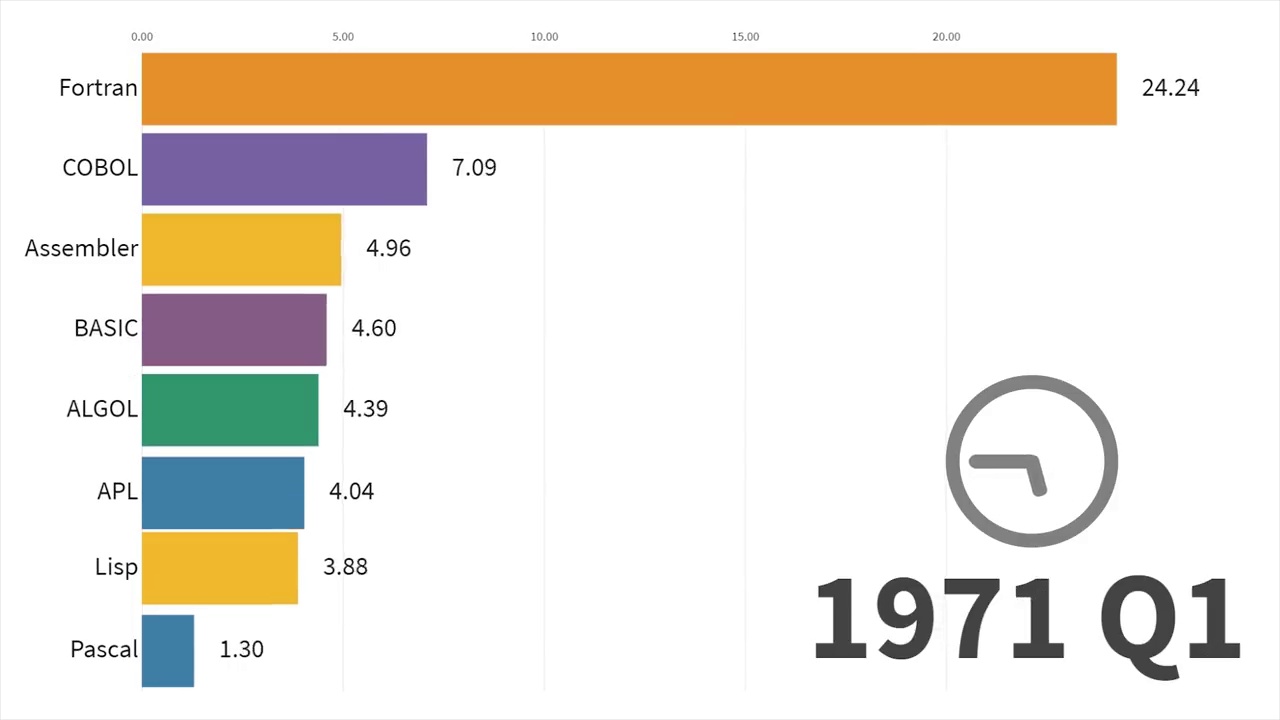 0.00 5.00 10.00 15.00 20.00
Fortran 24.24
COBOL 7.09
Assembler 4.96
BASIC 4.60
ALGOL 4.39
APL 4.04
Lisp 3.88
Pascal 1.30
1971 Q1